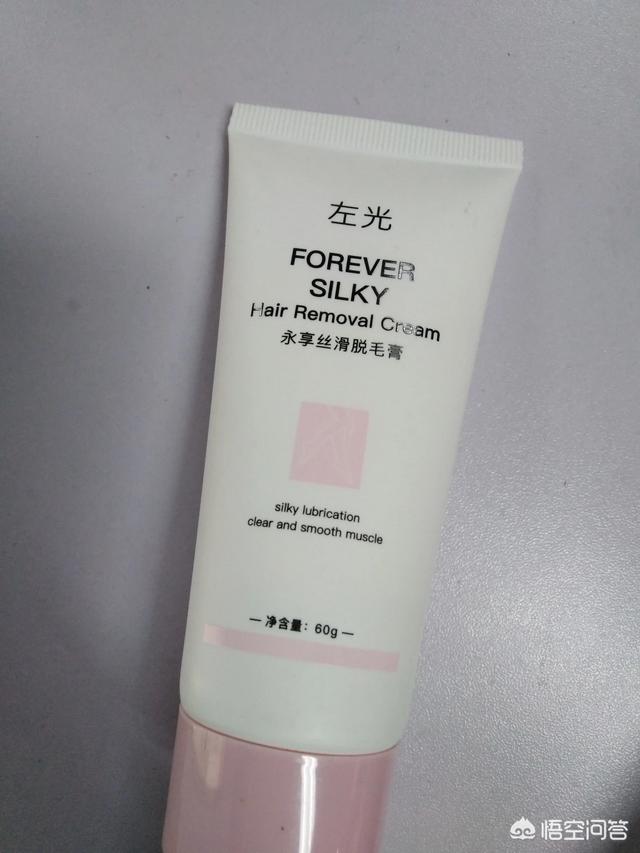 左光
FOREVER
SILKY
Hair Removal Cream
永享丝滑脱毛膏
silky lubrication
clear and smooth muscle
— 净含量：60g —
悟空问答